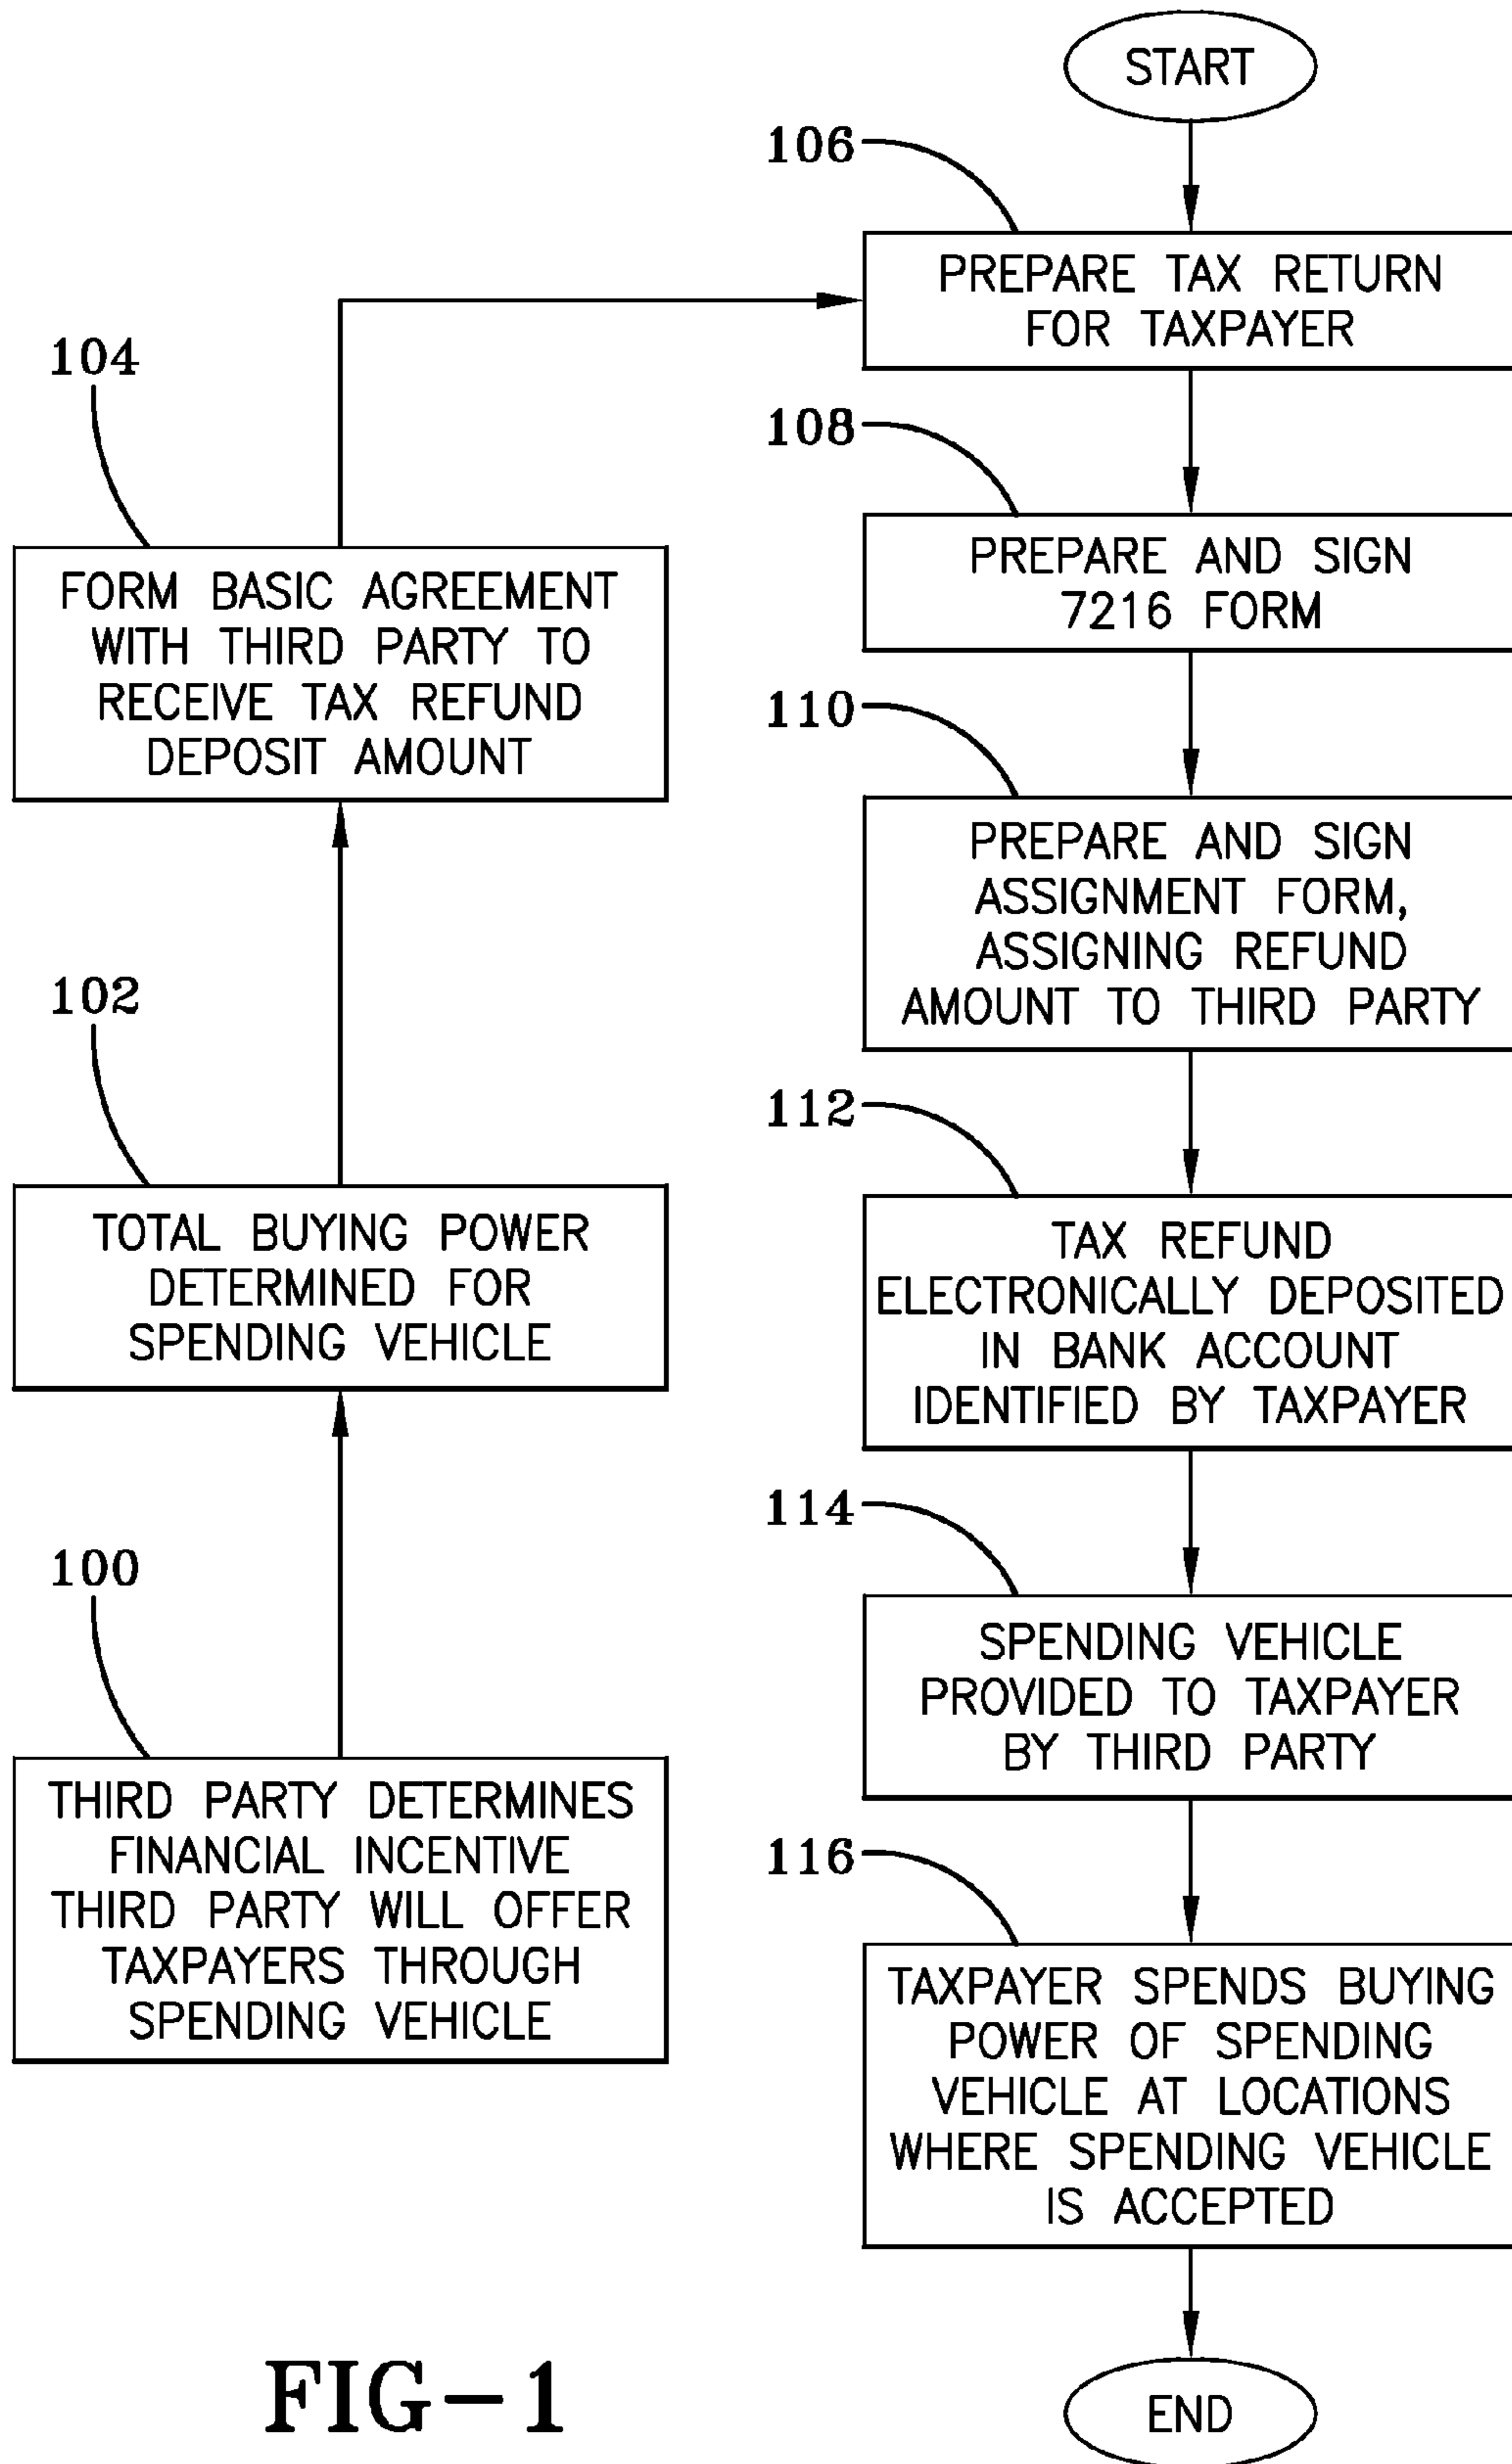 START
106
PREPARE TAX RETURN
FOR TAXPAYER
104
108
FORM BASIC AGREEMENT
WITH THIRD PARTY TO
RECEIVE TAX REFUND
DEPOSIT AMOUNT
PREPARE AND SIGN
7216 FORM
110
PREPARE AND SIGN
ASSIGNMENT FORM,
ASSIGNING REFUND
AMOUNT TO THIRD PARTY
102
112
TOTAL BUYING POWER
DETERMINED FOR
SPENDING VEHICLE
TAX REFUND
ELECTRONICALLY DEPOSITED
IN BANK ACCOUNT
IDENTIFIED BY TAXPAYER
114
100
SPENDING VEHICLE
PROVIDED TO TAXPAYER
BY THIRD PARTY
THIRD PARTY DETERMINES
FINANCIAL INCENTIVE
THIRD PARTY WILL OFFER
TAXPAYERS THROUGH
SPENDING VEHICLE
116
TAXPAYER SPENDS BUYING
POWER OF SPENDING
VEHICLE AT LOCATIONS
WHERE SPENDING VEHICLE
IS ACCEPTED
FIG-1
END